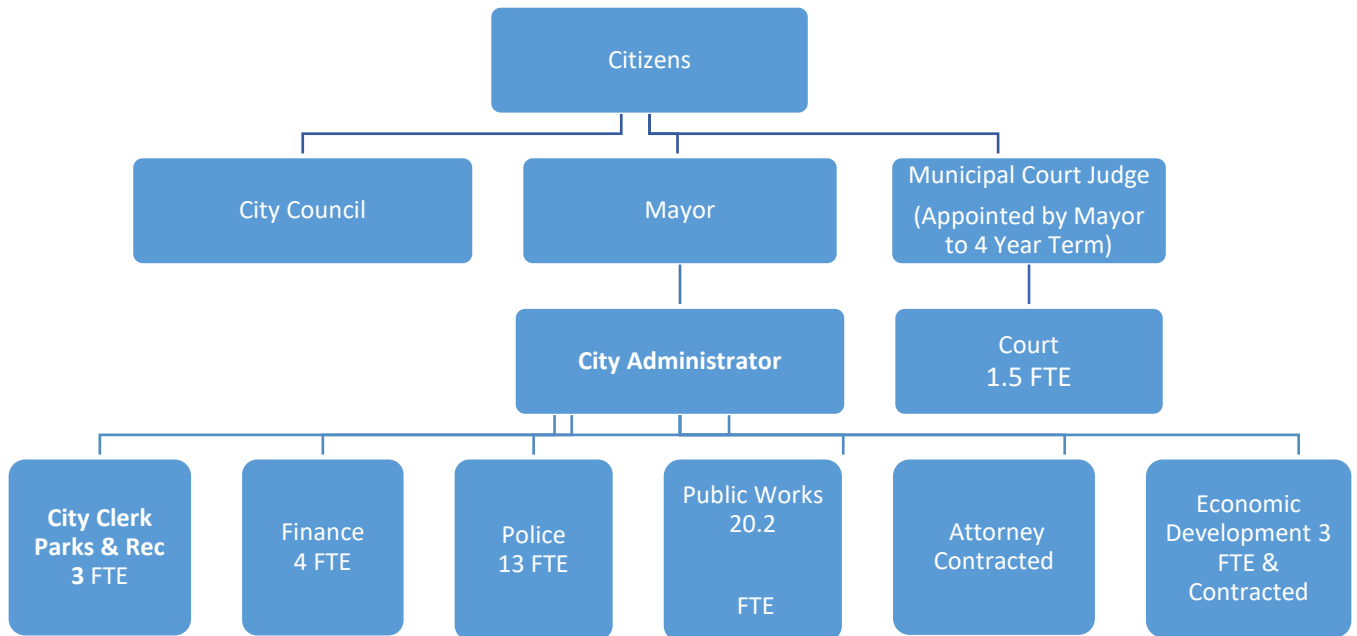 Citizens
City Council
Mayor
Municipal Court Judge
(Appointed by Mayor
to 4 Year Term)
City Administrator
Court
1.5 FTE
City Clerk
Parks & Rec
3 FTE
Finance
4 FTE
Police
13 FTE
Public Works
20.2
FTE
Attorney
Contracted
Economic
Development 3
FTE &
Contracted